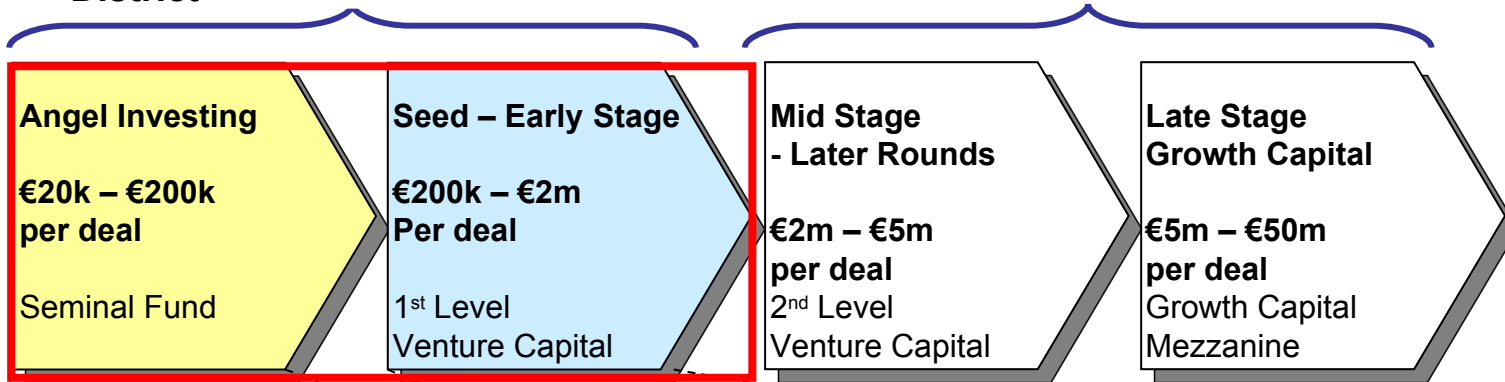 Angel Investing
€20k – €200k
per deal
Seminal Fund
Seed – Early Stage
€200k – €2m
Per deal
1st Level
Venture Capital
Mid Stage
- Later Rounds
€2m – €5m
per deal
2nd Level
Venture Capital
Late Stage
Growth Capital
€5m – €50m
per deal
Growth Capital
Mezzanine